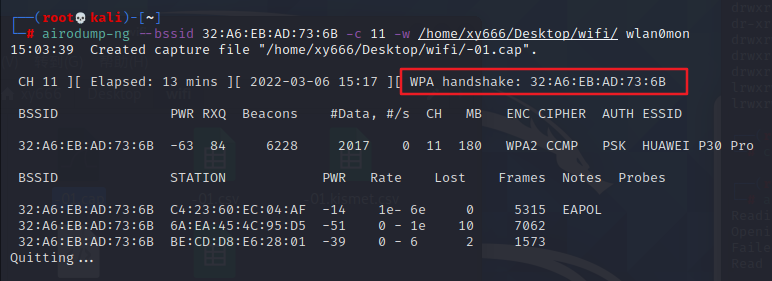 ┌──(root💀kali)-[~]
└─# airodump-ng --bssid 32:A6:EB:AD:73:6B -c 11 -w /home/xy666/Desktop/wifi/ wlan0mon
15:03:39  Created capture file "/home/xy666/Desktop/wifi/-01.cap".
CH 11 ][ Elapsed: 13 mins ][ 2022-03-06 15:17 ][ WPA handshake: 32:A6:EB:AD:73:6B
BSSID              PWR RXQ  Beacons    #Data, #/s  CH   MB   ENC CIPHER  AUTH ESSID
32:A6:EB:AD:73:6B  -63  84     6228     2017    0  11  180   WPA2 CCMP   PSK  HUAWEI P30 Pro
BSSID              STATION            PWR   Rate    Lost    Frames  Notes  Probes
32:A6:EB:AD:73:6B  C4:23:60:EC:04:AF  -14    1e- 6e     0     5315  EAPOL
32:A6:EB:AD:73:6B  6A:EA:45:4C:95:D5  -51    0 - 1e    10     7062
32:A6:EB:AD:73:6B  BE:CD:D8:E6:28:01  -39    0 - 6      2     1573
Quitting...
Readi
Openi
Faile
Read